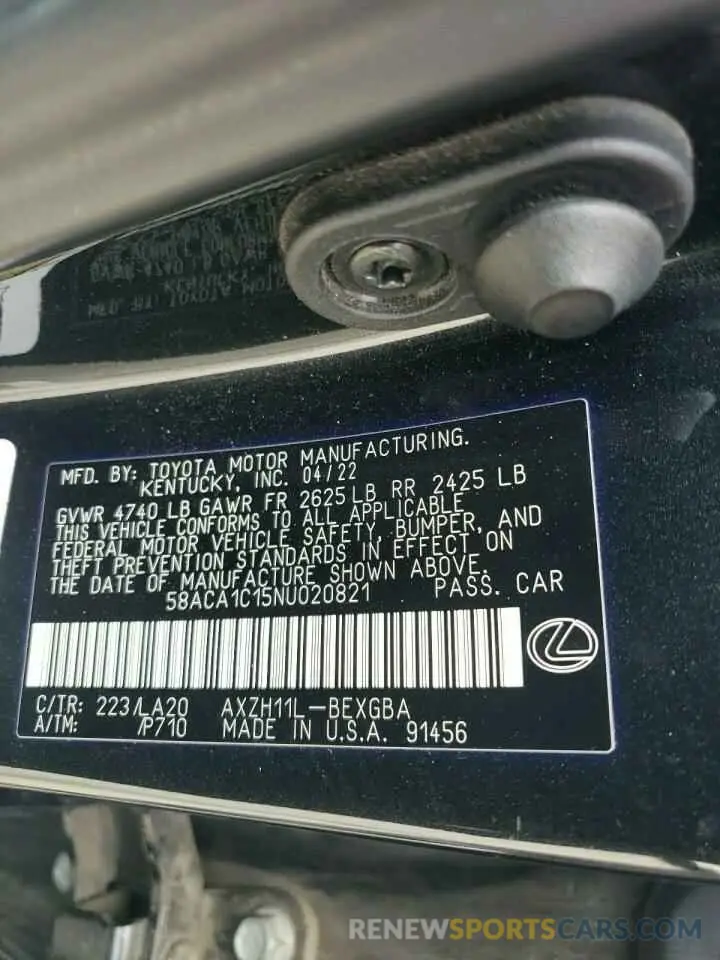 MFD. BY: TOYOTA MOTOR MANUFACTURING.
KENTUCKY, INC. 04/22
GVWR 4740 LB GAWR FR 2625 LB RR 2425 LB
THIS VEHICLE CONFORMS TO ALL APPLICABLE
FEDERAL MOTOR VEHICLE SAFETY, BUMPER, AND
THEFT PREVENTION STANDARDS IN EFFECT ON
THE DATE OF MANUFACTURE SHOWN ABOVE.
58ACA1C15NU020821 PASS. CAR
C/TR: 223/LA20 AXZH11L-BEXGBA
A/TM: /P710 MADE IN U.S.A. 91456
RENEWSPORTSCARS.COM